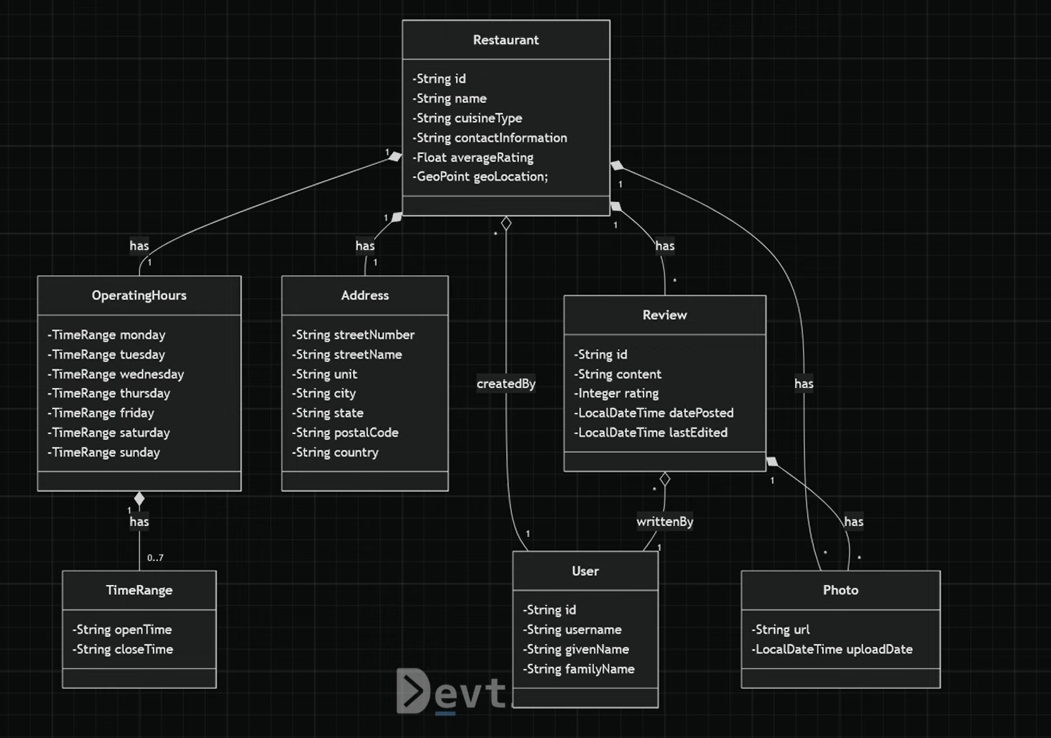 Restaurant
-String id
-String name
-String cuisineType
-String contactInformation
-Float averageRating
-GeoPoint geoLocation;
1
1
1
1
*
has
1
has
1
has
*
OperatingHours
-TimeRange monday
-TimeRange tuesday
-TimeRange wednesday
-TimeRange thursday
-TimeRange friday
-TimeRange saturday
-TimeRange sunday
Address
-String streetNumber
-String streetName
-String unit
-String city
-String state
-String postalCode
-String country
Review
-String id
-String content
-Integer rating
-LocalDateTime datePosted
-LocalDateTime lastEdited
createdBy
has
1
has
0..7
*
writtenBy
1
has
1
1
*
*
TimeRange
-String openTime
-String closeTime
User
-String id
-String username
-String givenName
-String familyName
Photo
-String url
-LocalDateTime uploadDate
Devt.